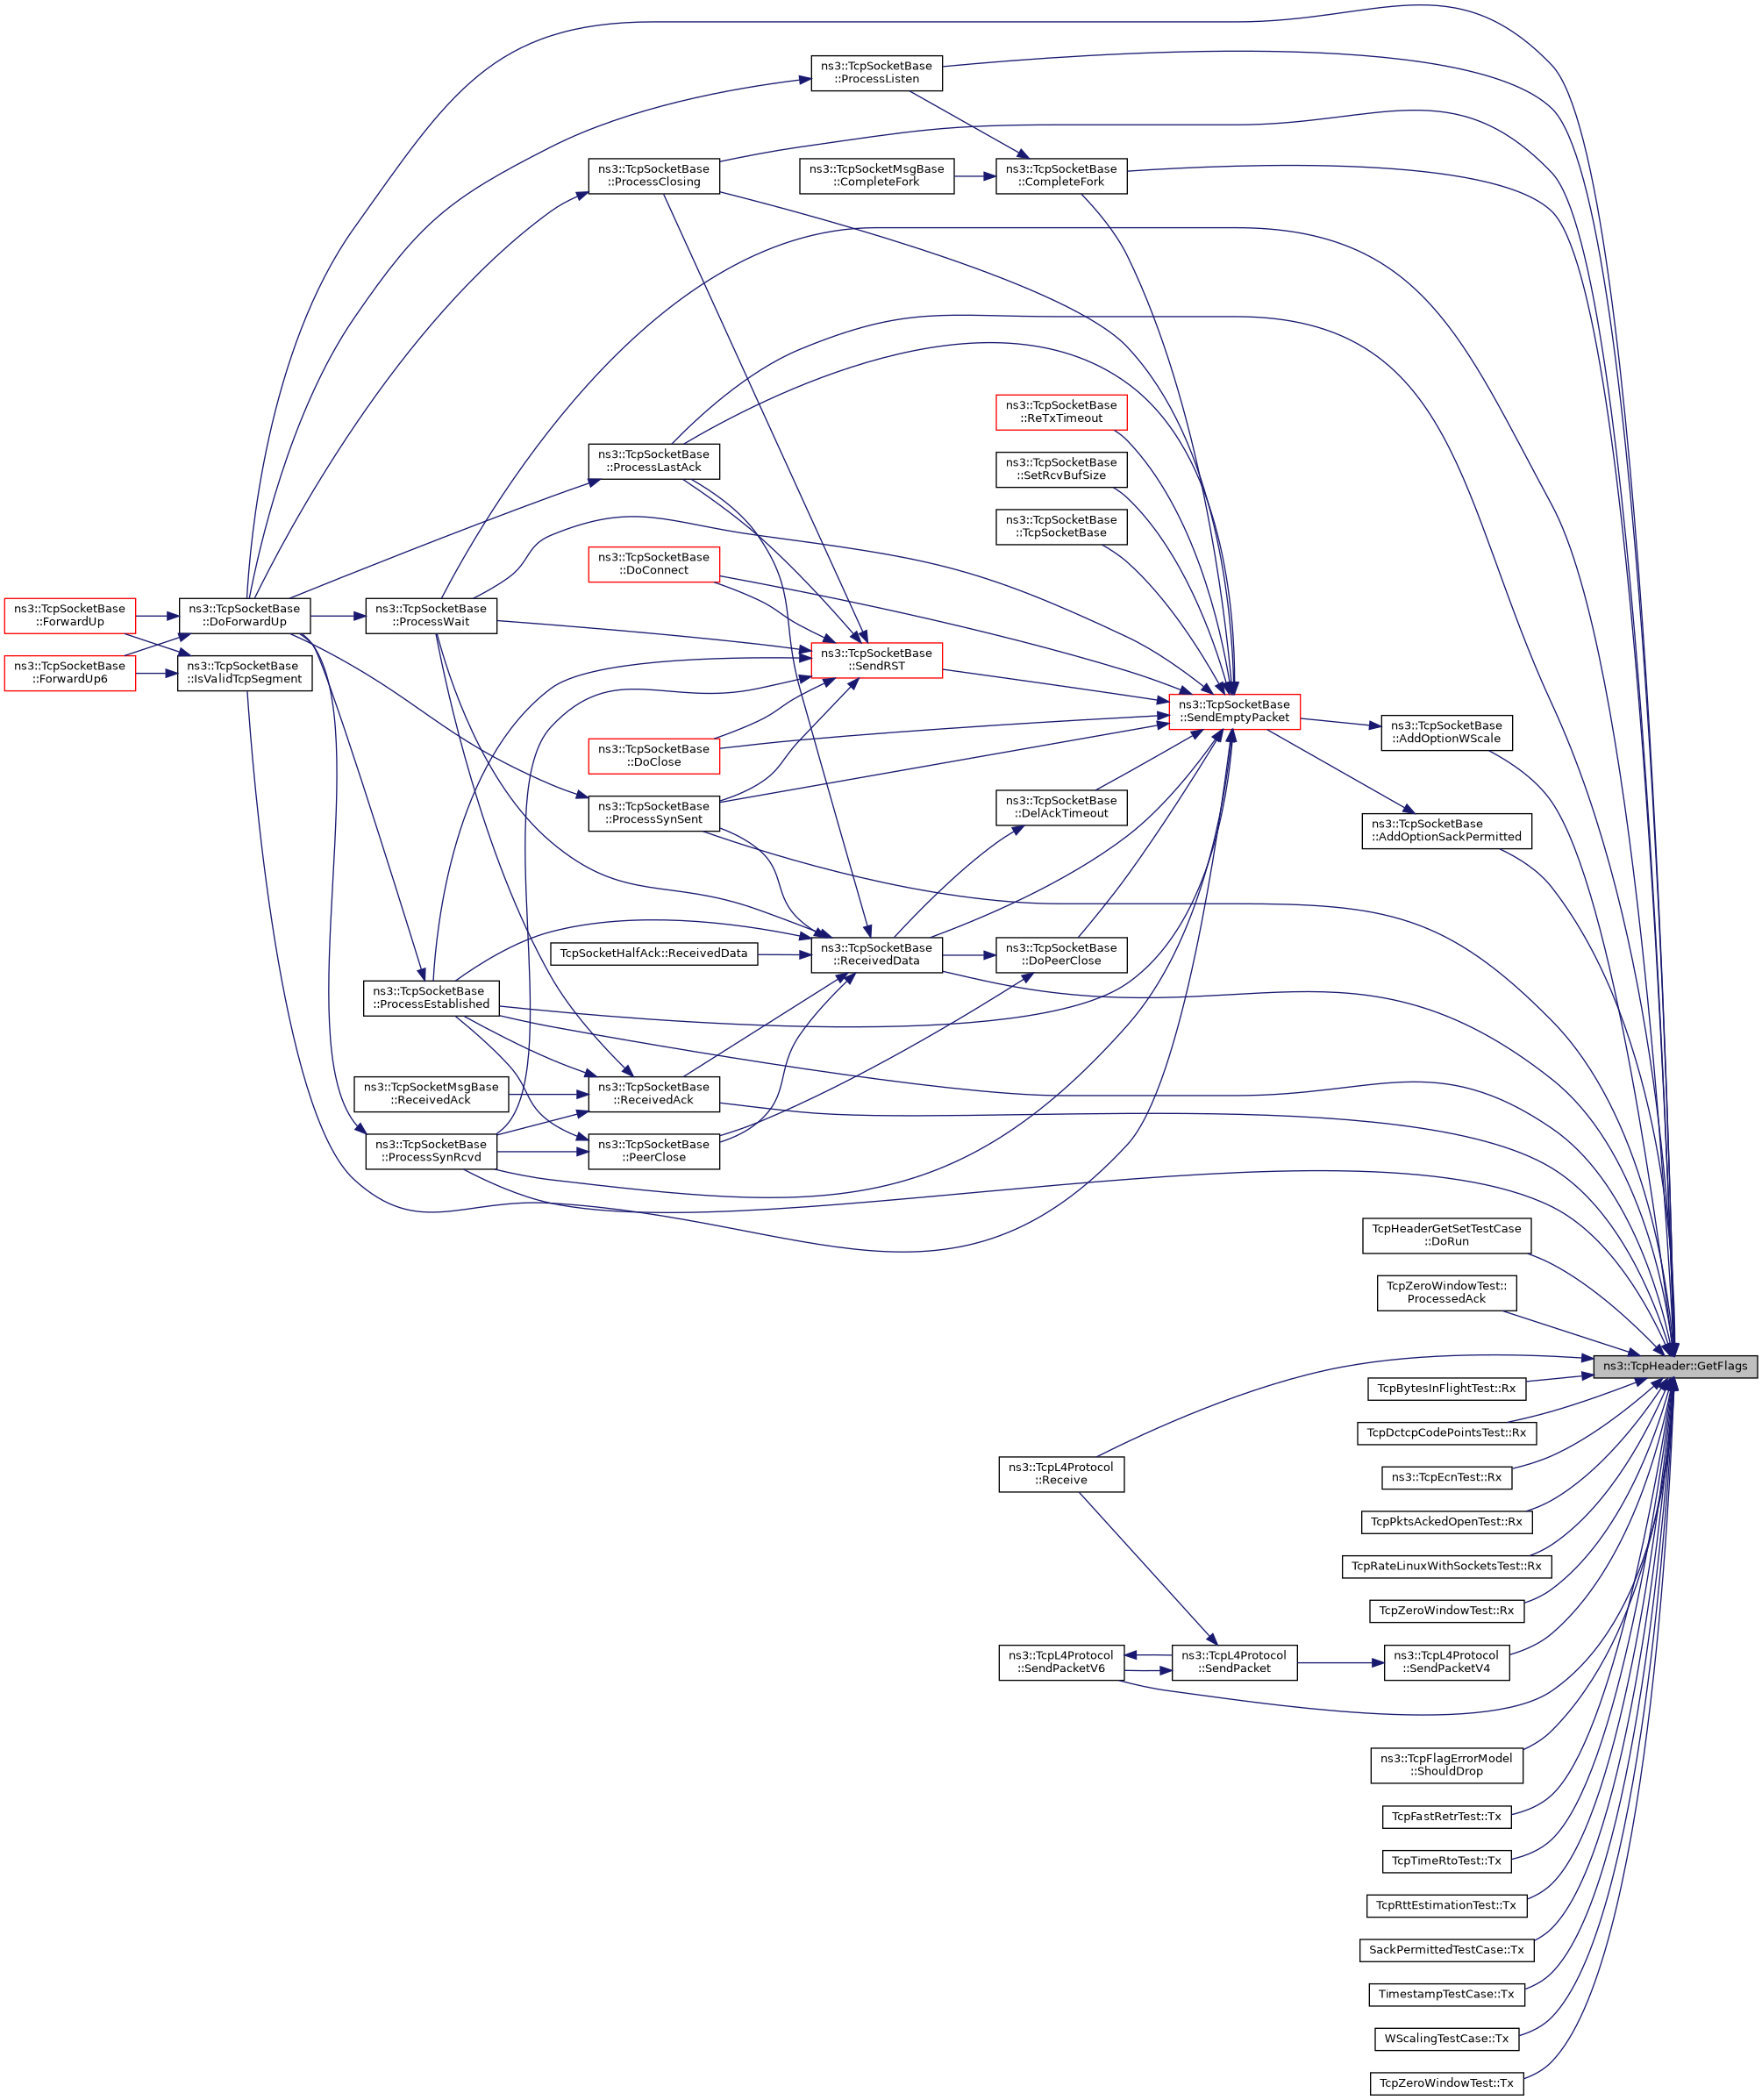 ns3::TcpSocketBase
::ProcessListen
ns3::TcpSocketBase
::ProcessClosing
ns3::TcpSocketMsgBase
::CompleteFork
ns3::TcpSocketBase
::CompleteFork
ns3::TcpSocketBase
::ReTxTimeout
ns3::TcpSocketBase
::ProcessLastAck
ns3::TcpSocketBase
::SetRcvBufSize
ns3::TcpSocketBase
::TcpSocketBase
ns3::TcpSocketBase
::DoConnect
ns3::TcpSocketBase
::ForwardUp
ns3::TcpSocketBase
::DoForwardUp
ns3::TcpSocketBase
::ProcessWait
ns3::TcpSocketBase
::SendRST
ns3::TcpSocketBase
::ForwardUp6
ns3::TcpSocketBase
::IsValidTcpSegment
ns3::TcpSocketBase
::SendEmptyPacket
ns3::TcpSocketBase
::AddOptionWScale
ns3::TcpSocketBase
::DoClose
ns3::TcpSocketBase
::ProcessSynSent
ns3::TcpSocketBase
::DelAckTimeout
ns3::TcpSocketBase
::AddOptionSackPermitted
TcpSocketHalfAck::ReceivedData
ns3::TcpSocketBase
::ReceivedData
ns3::TcpSocketBase
::DoPeerClose
ns3::TcpSocketBase
::ProcessEstablished
ns3::TcpSocketMsgBase
::ReceivedAck
ns3::TcpSocketBase
::ReceivedAck
ns3::TcpSocketBase
::ProcessSynRcvd
ns3::TcpSocketBase
::PeerClose
TcpHeaderGetSetTestCase
::DoRun
TcpZeroWindowTest::
ProcessedAck
ns3::TcpHeader::GetFlags
TcpBytesInFlightTest::Rx
TcpDctcpCodePointsTest::Rx
ns3::TcpL4Protocol
::Receive
ns3::TcpEcnTest::Rx
TcpPktsAckedOpenTest::Rx
TcpRateLinuxWithSocketsTest::Rx
TcpZeroWindowTest::Rx
ns3::TcpL4Protocol
::SendPacketV6
ns3::TcpL4Protocol
::SendPacket
ns3::TcpL4Protocol
::SendPacketV4
ns3::TcpFlagErrorModel
::ShouldDrop
TcpFastRetrTest::Tx
TcpTimeRtoTest::Tx
TcpRttEstimationTest::Tx
SackPermittedTestCase::Tx
TimestampTestCase::Tx
WScalingTestCase::Tx
TcpZeroWindowTest::Tx